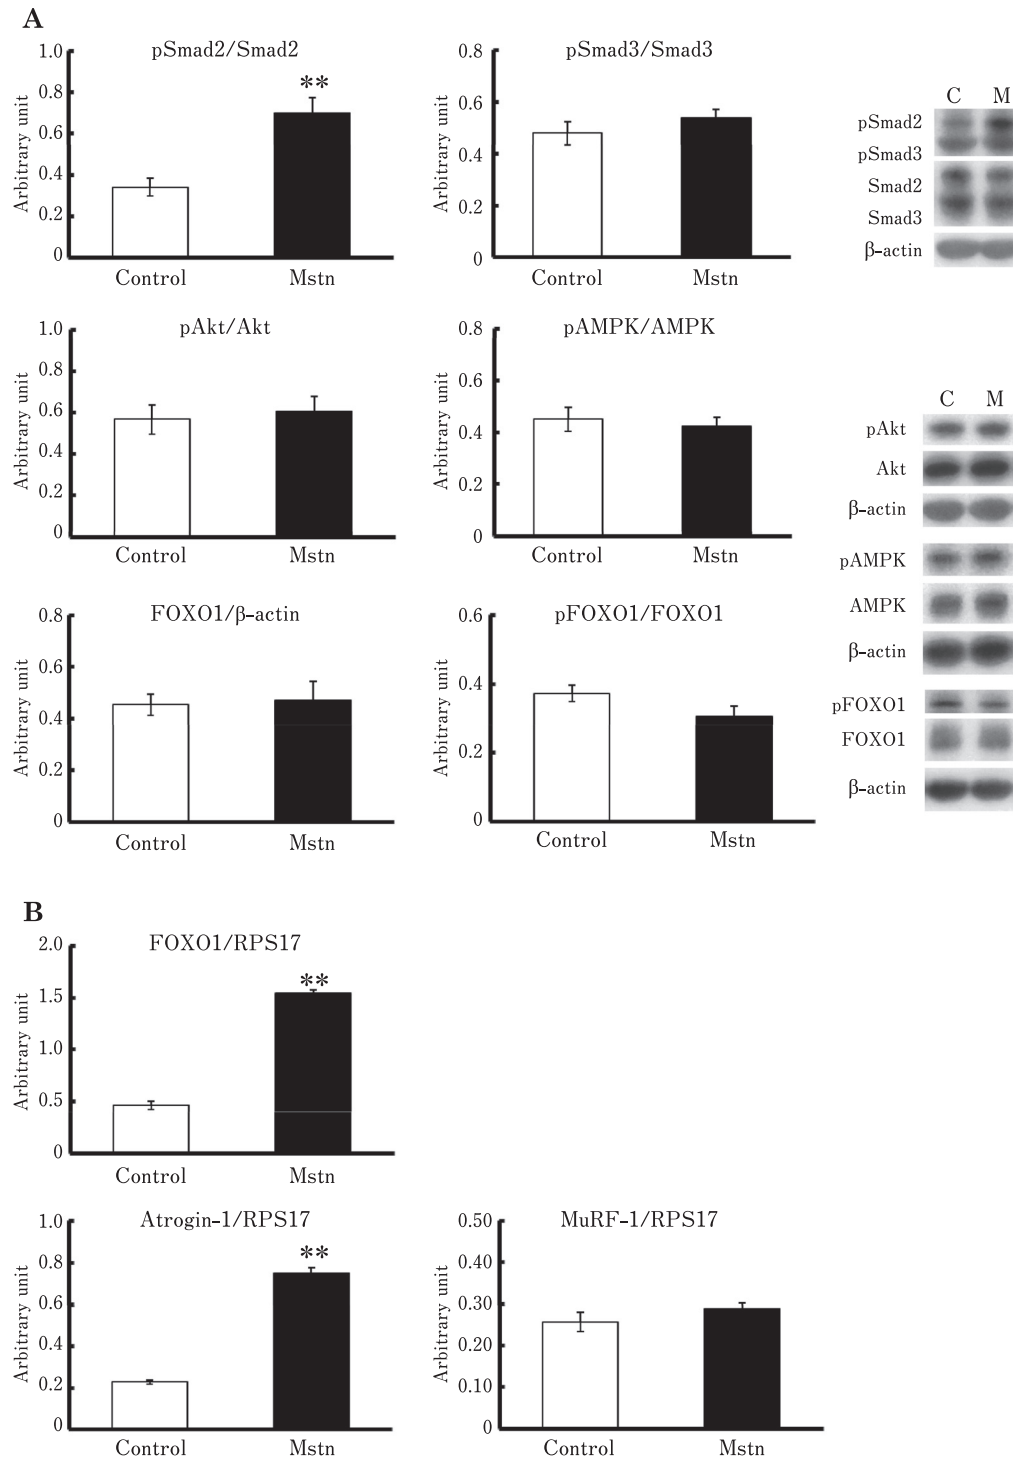 A
pSmad2/Smad2
Arbitrary unit
1.0
0.8
0.6
0.4
0.2
0
**
Control Mstn
pSmad3/Smad3
Arbitrary unit
0.8
0.6
0.4
0.2
0
Control Mstn
C M
pSmad2
pSmad3
Smad2
Smad3
β-actin
pAkt/Akt
Arbitrary unit
1.0
0.8
0.6
0.4
0.2
0
Control Mstn
pAMPK/AMPK
Arbitrary unit
0.8
0.6
0.4
0.2
0
Control Mstn
C M
pAkt
Akt
β-actin
pAMPK
AMPK
β-actin
pFOXO1
FOXO1
β-actin
FOXO1/β-actin
Arbitrary unit
0.8
0.6
0.4
0.2
0
Control Mstn
pFOXO1/FOXO1
Arbitrary unit
0.6
0.4
0.2
0
Control Mstn
B
FOXO1/RPS17
Arbitrary unit
2.0
1.5
1.0
0.5
0
**
Control Mstn
Atrogin-1/RPS17
Arbitrary unit
1.0
0.8
0.6
0.4
0.2
0
**
Control Mstn
MuRF-1/RPS17
Arbitrary unit
0.50
0.40
0.30
0.20
0.10
0
Control Mstn